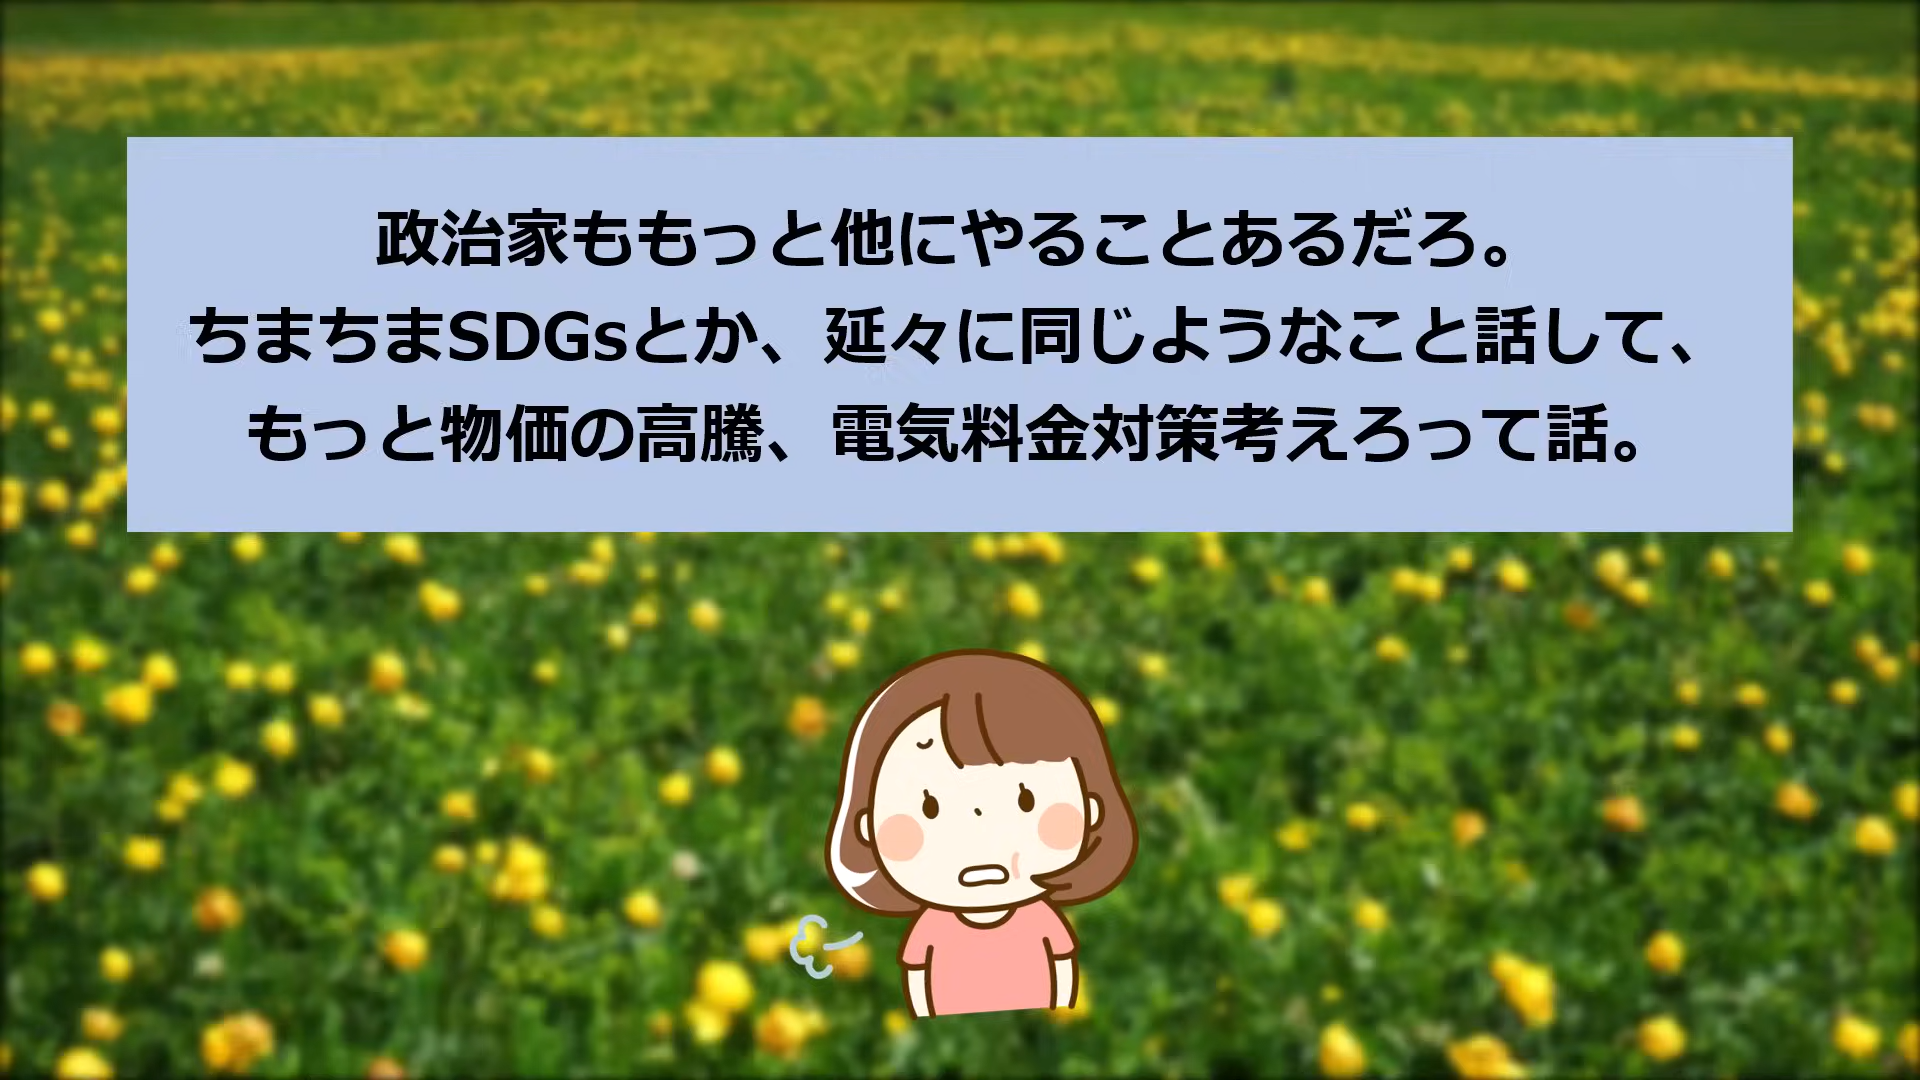 政治家ももっと他にやることあるだろ。
ちまちまSDGsとか、延々に同じようなこと話して、
もっと物価の高騰、電気料金対策考えろって話。